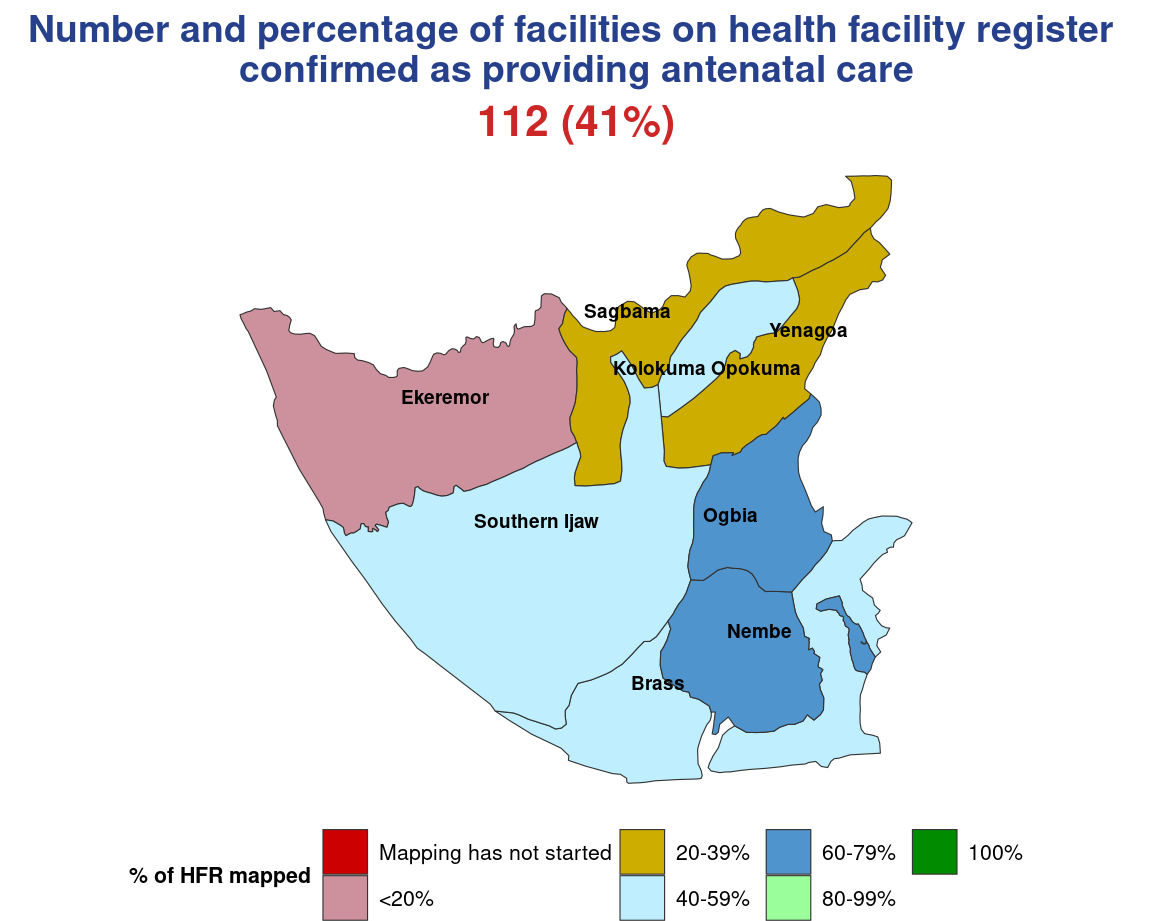 Number and percentage of facilities on health facility register
confirmed as providing antenatal care
112 (41%)
Sagbama
Yenagoa
Kolokuma Opokuma
Ekeremor
Ogbia
Southern Ijaw
Nembe
Brass
% of HFR mapped
Mapping has not started
<20%
20-39%
40-59%
60-79%
80-99%
100%